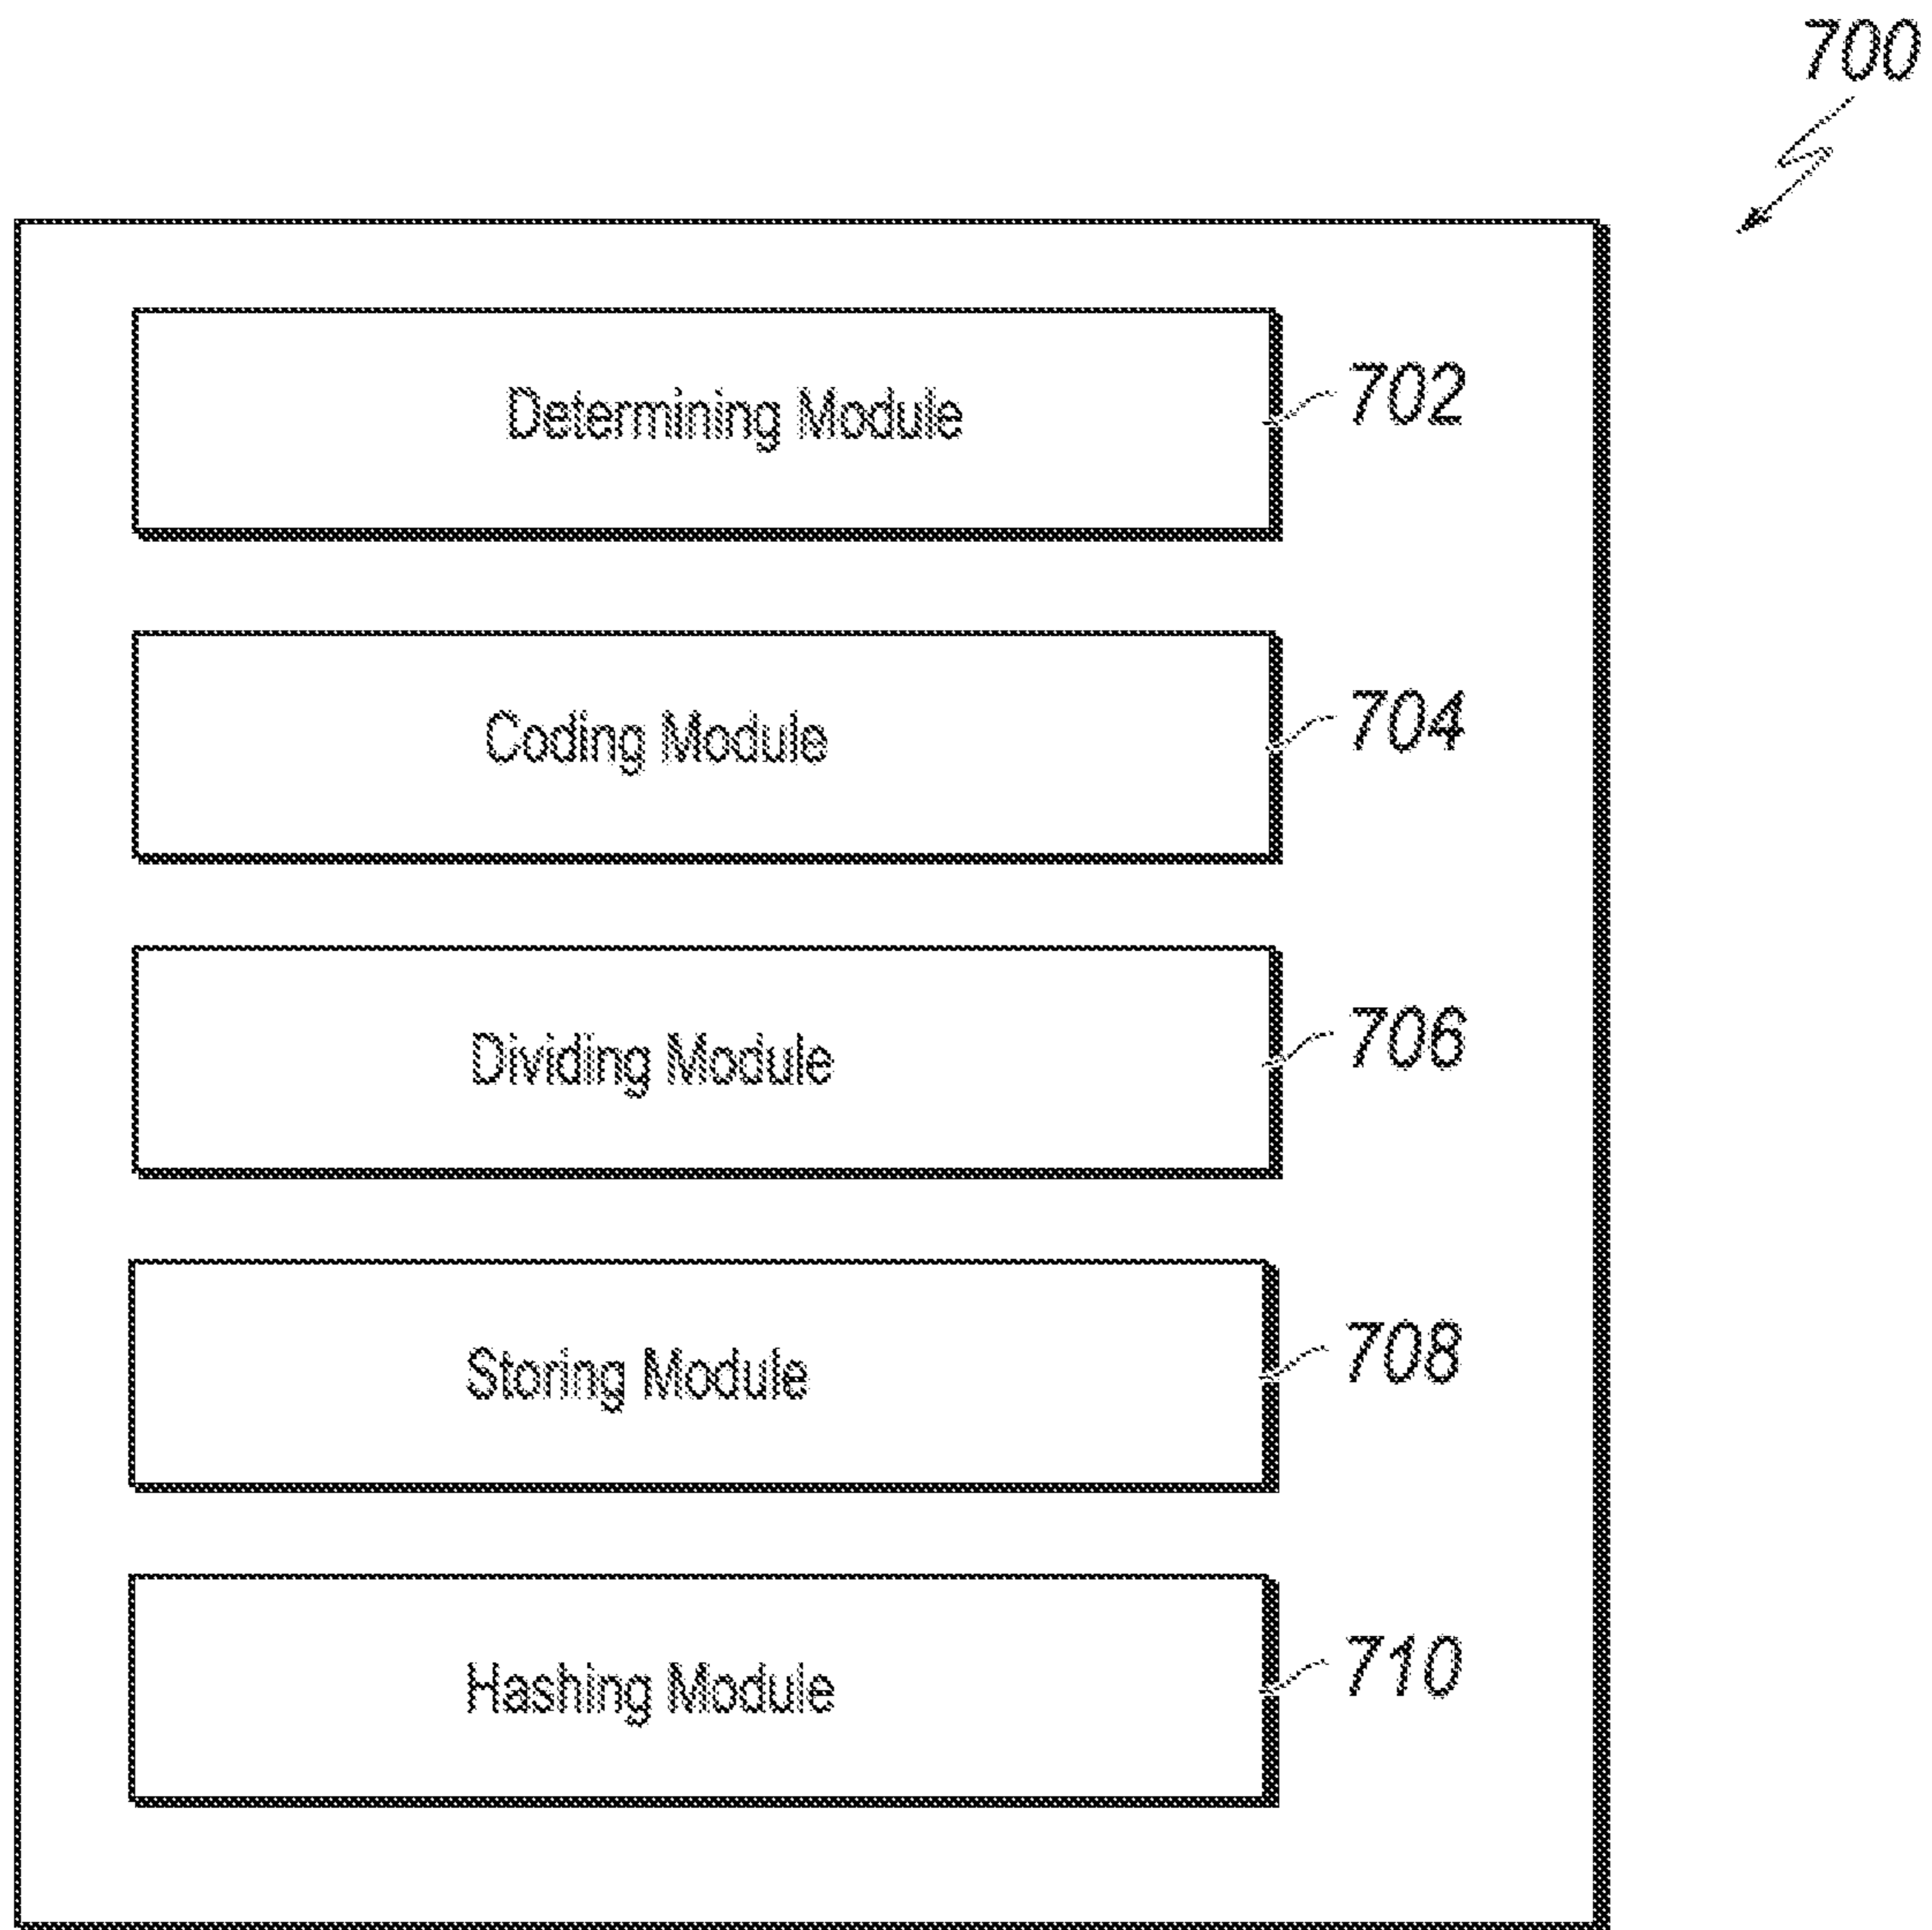 700
Determining Module
702
Coding Module
704
Dividing Module
706
Storing Module
708
Hashing Module
710